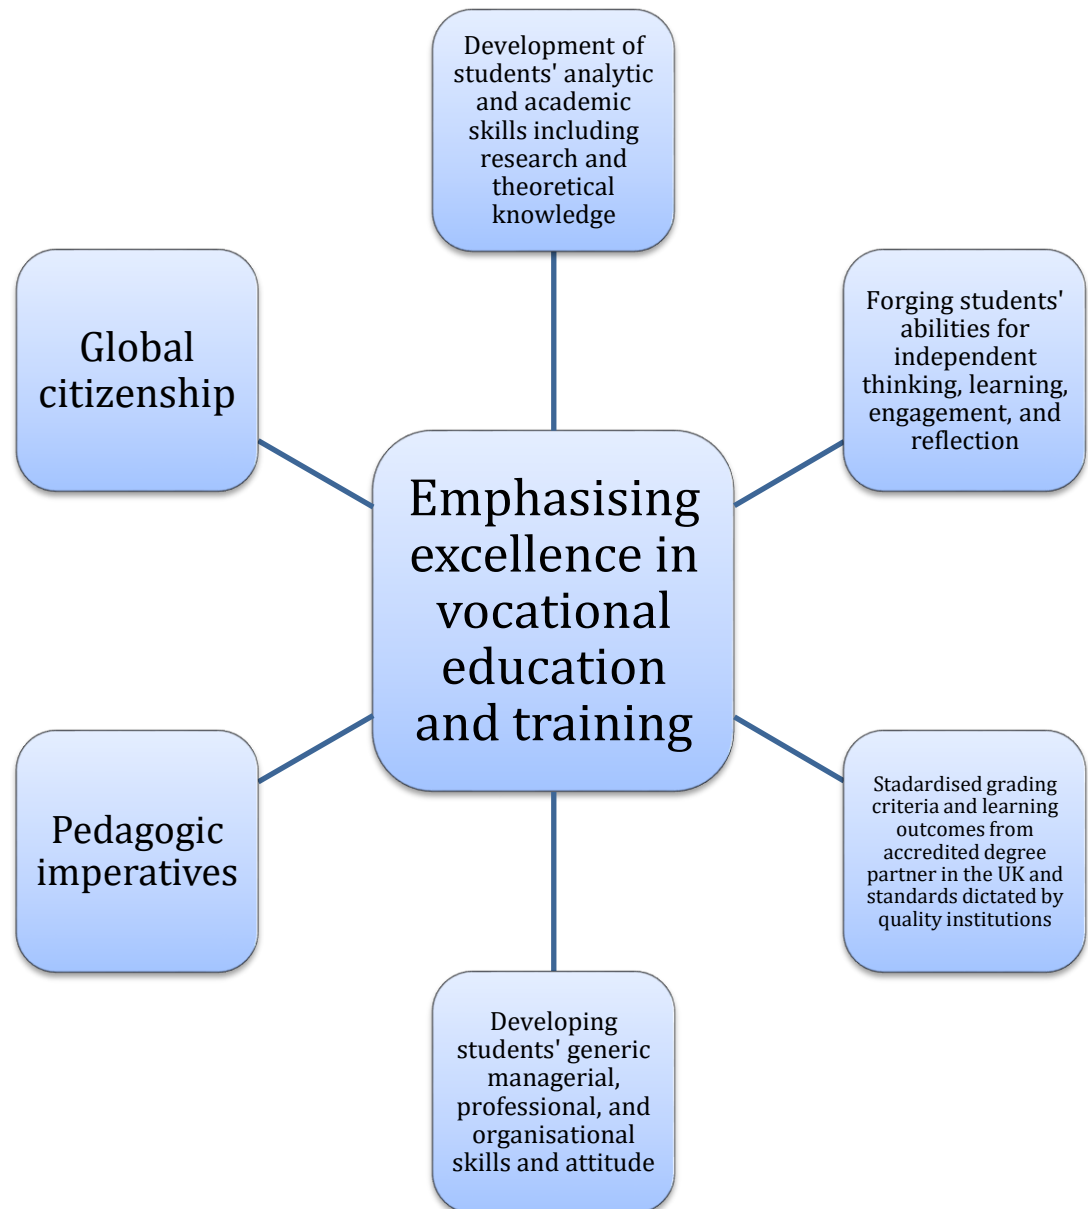 Development of
students' analytic
and academic
skills including
research and
theoretical
knowledge
Global
citizenship
Forging students'
abilities for
independent
thinking, learning,
engagement, and
reflection
Emphasising
excellence in
vocational
education
and training
Pedagogic
imperatives
Stadardised grading
criteria and learning
outcomes from
accredited degree
partner in the UK and
standards dictated by
quality institutions
Developing
students' generic
managerial,
professional, and
organisational
skills and attitude